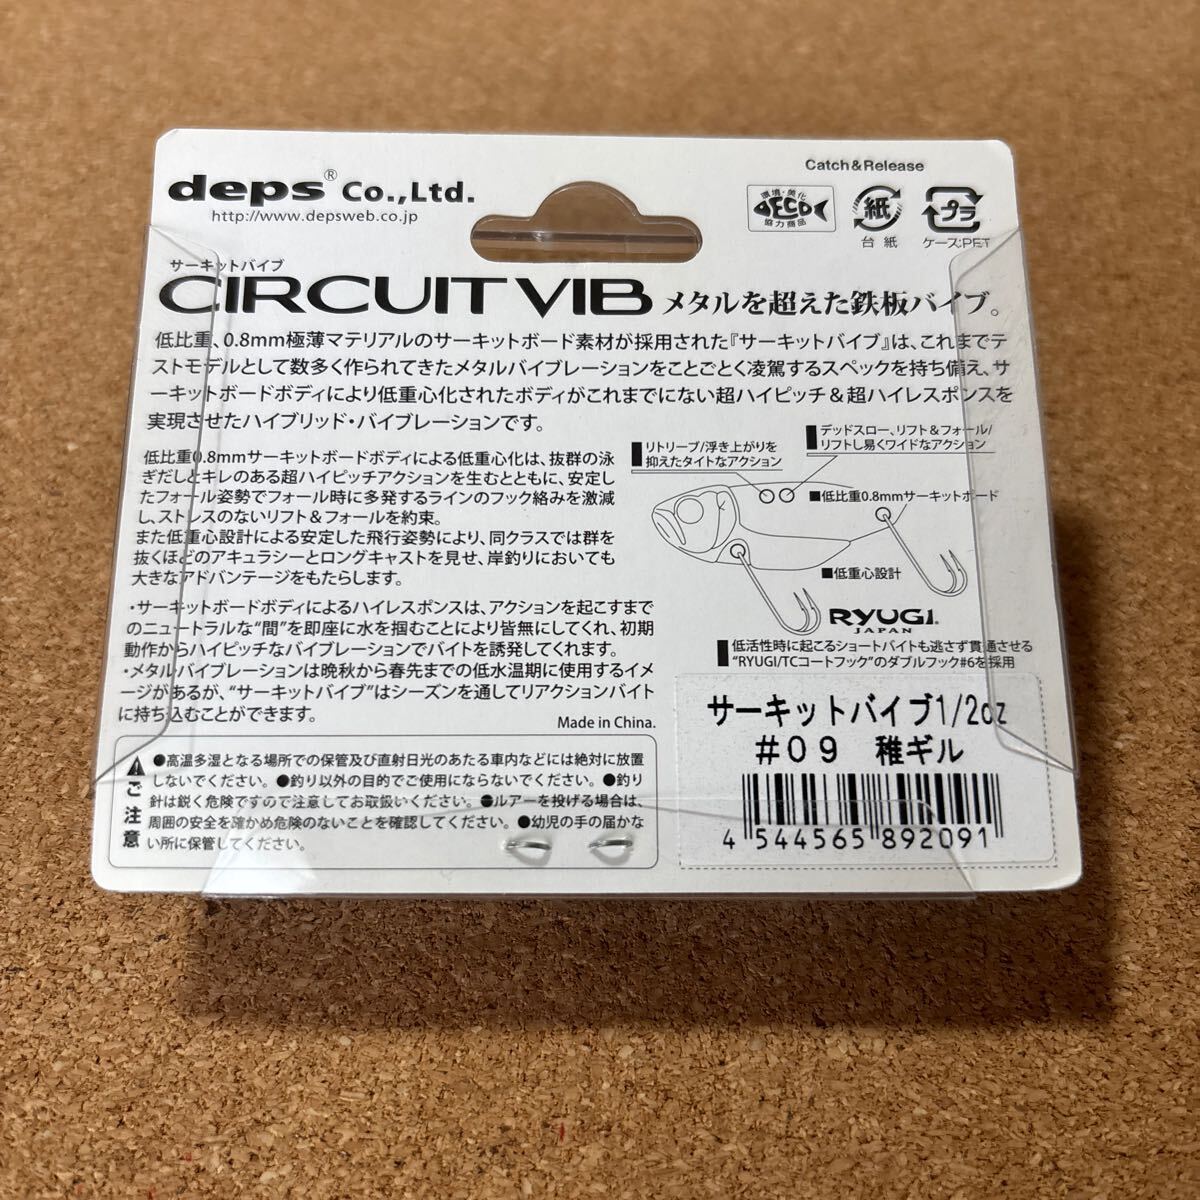 Catch&Release
deps® Co.,Ltd.
http://www.depsweb.co.jp
環境・美化
ECO
協力商品
紙
台紙
プラ
ケース:PET
サーキットバイブ
CIRCUIT VIB メタルを超えた鉄板バイブ。
低比重、0.8mm極薄マテリアルのサーキットボード素材が採用された『サーキットバイブ』は、これまでテ
ストモデルとして数多く作られてきたメタルバイブレーションをことごとく凌駕するスペックを持ち備え、サ
ーキットボードボディにより低重心化されたボディがこれまでにない超ハイピッチ＆超ハイレスポンスを
実現させたハイブリッド・バイブレーションです。
低比重0.8mmサーキットボードボディによる低重心化は、抜群の泳
ぎだしとキレのある超ハイピッチアクションを生むとともに、安定し
たフォール姿勢でフォール時に多発するラインのフック絡みを激減
し、ストレスのないリフト＆フォールを約束。
また低重心設計による安定した飛行姿勢により、同クラスでは群を
抜くほどのアキュラシーとロングキャストを見せ、岸釣りにおいても
大きなアドバンテージをもたらします。
・サーキットボードボディによるハイレスポンスは、アクションを起こすまで
のニュートラルな“間”を即座に水を掴むことにより皆無にしてくれ、初期
動作からハイピッチなバイブレーションでバイトを誘発してくれます。
・メタルバイブレーションは晩秋から春先までの低水温期に使用するイメ
ージがあるが、“サーキットバイブ”はシーズンを通してリアクションバイト
に持ち込むことができます。
Made in China.
デッドスロー、リフト＆フォール/
リフトし易くワイドなアクション
リトリーブ/浮き上がりを
抑えたタイトなアクション
■低比重0.8mmサーキットボード
■低重心設計
RYUGI.
JAPAN
低活性時に起こるショートバイトも逃さず貫通させる
“RYUGI/TCコートフック”のダブルフック#6を採用
ご注意
●高温多湿となる場所での保管及び直射日光のあたる車内などには絶対に放置
しないでください。●釣り以外の目的でご使用にならないでください。●釣り
針は鋭く危険ですので注意してお取扱いください。●ルアーを投げる場合は、
周囲の安全を確かめ危険のないことを確認してください。●幼児の手の届かな
い所に保管してください。
サーキットバイブ1/2oz
#09 稚ギル
4 544565 892091